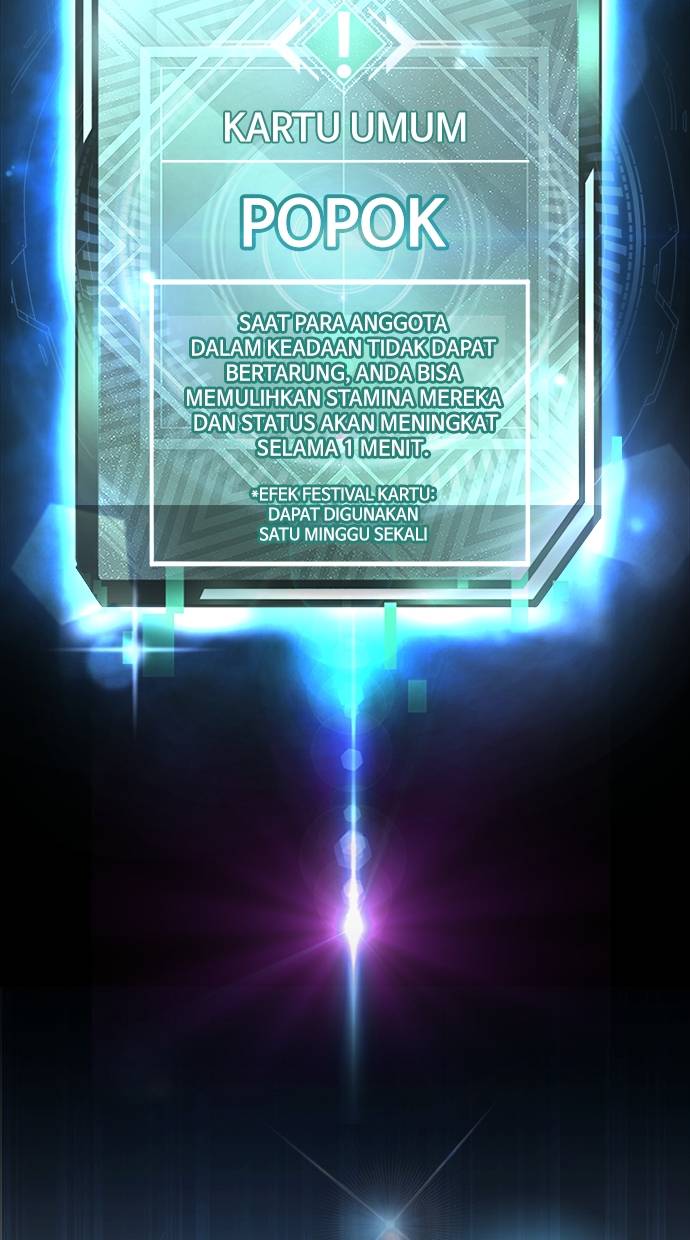 !
KARTU UMUM
POPOK
SAAT PARA ANGGOTA
DALAM KEADAAN TIDAK DAPAT
BERTARUNG, ANDA BISA
MEMULIHKAN STAMINA MEREKA
DAN STATUS AKAN MENINGKAT
SELAMA 1 MENIT.
*EFEK FESTIVAL KARTU:
DAPAT DIGUNAKAN
SATU MINGGU SEKALI